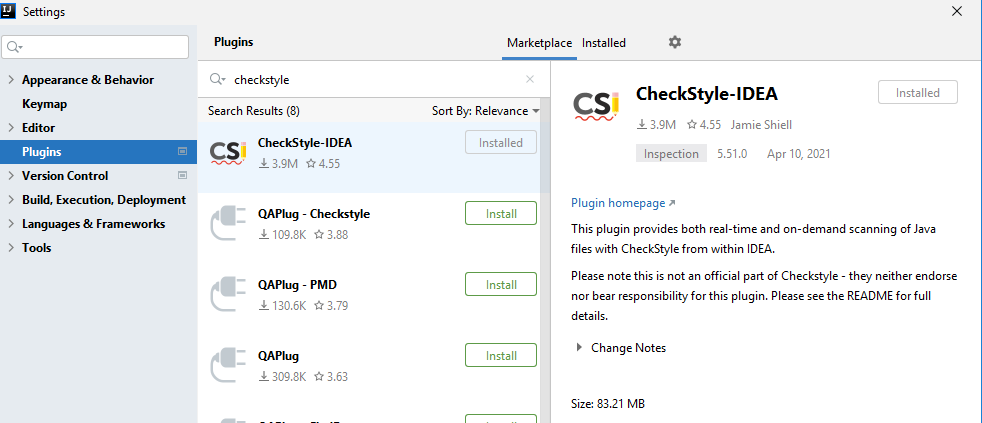 Settings
Plugins
Marketplace
Installed
Appearance & Behavior
Keymap
Editor
Plugins
Version Control
Build, Execution, Deployment
Languages & Frameworks
Tools
checkstyle
Search Results (8)
Sort By: Relevance
CSi
CheckStyle-IDEA
3.9M
4.55
Installed
QAPlug - Checkstyle
109.8K
3.88
Install
QAPlug - PMD
130.6K
3.79
Install
QAPlug
309.8K
3.63
Install
CSi
CheckStyle-IDEA
Installed
3.9M
4.55
Jamie Shiell
Inspection
5.51.0
Apr 10, 2021
Plugin homepage
This plugin provides both real-time and on-demand scanning of Java
files with CheckStyle from within IDEA.
Please note this is not an official part of Checkstyle - they neither endorse
nor bear responsibility for this plugin. Please see the README for full
details.
Change Notes
Size: 83.21 MB